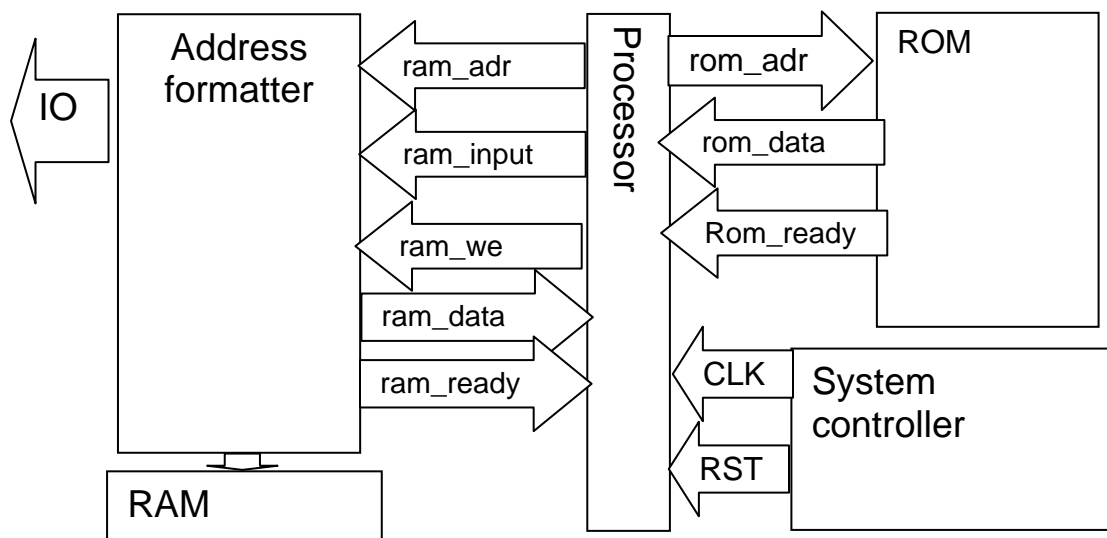 Address
formatter
IO
ram_adr
ram_input
ram_we
ram_data
ram_ready
RAM
Processor
rom_adr
rom_data
Rom_ready
ROM
CLK
RST
System
controller